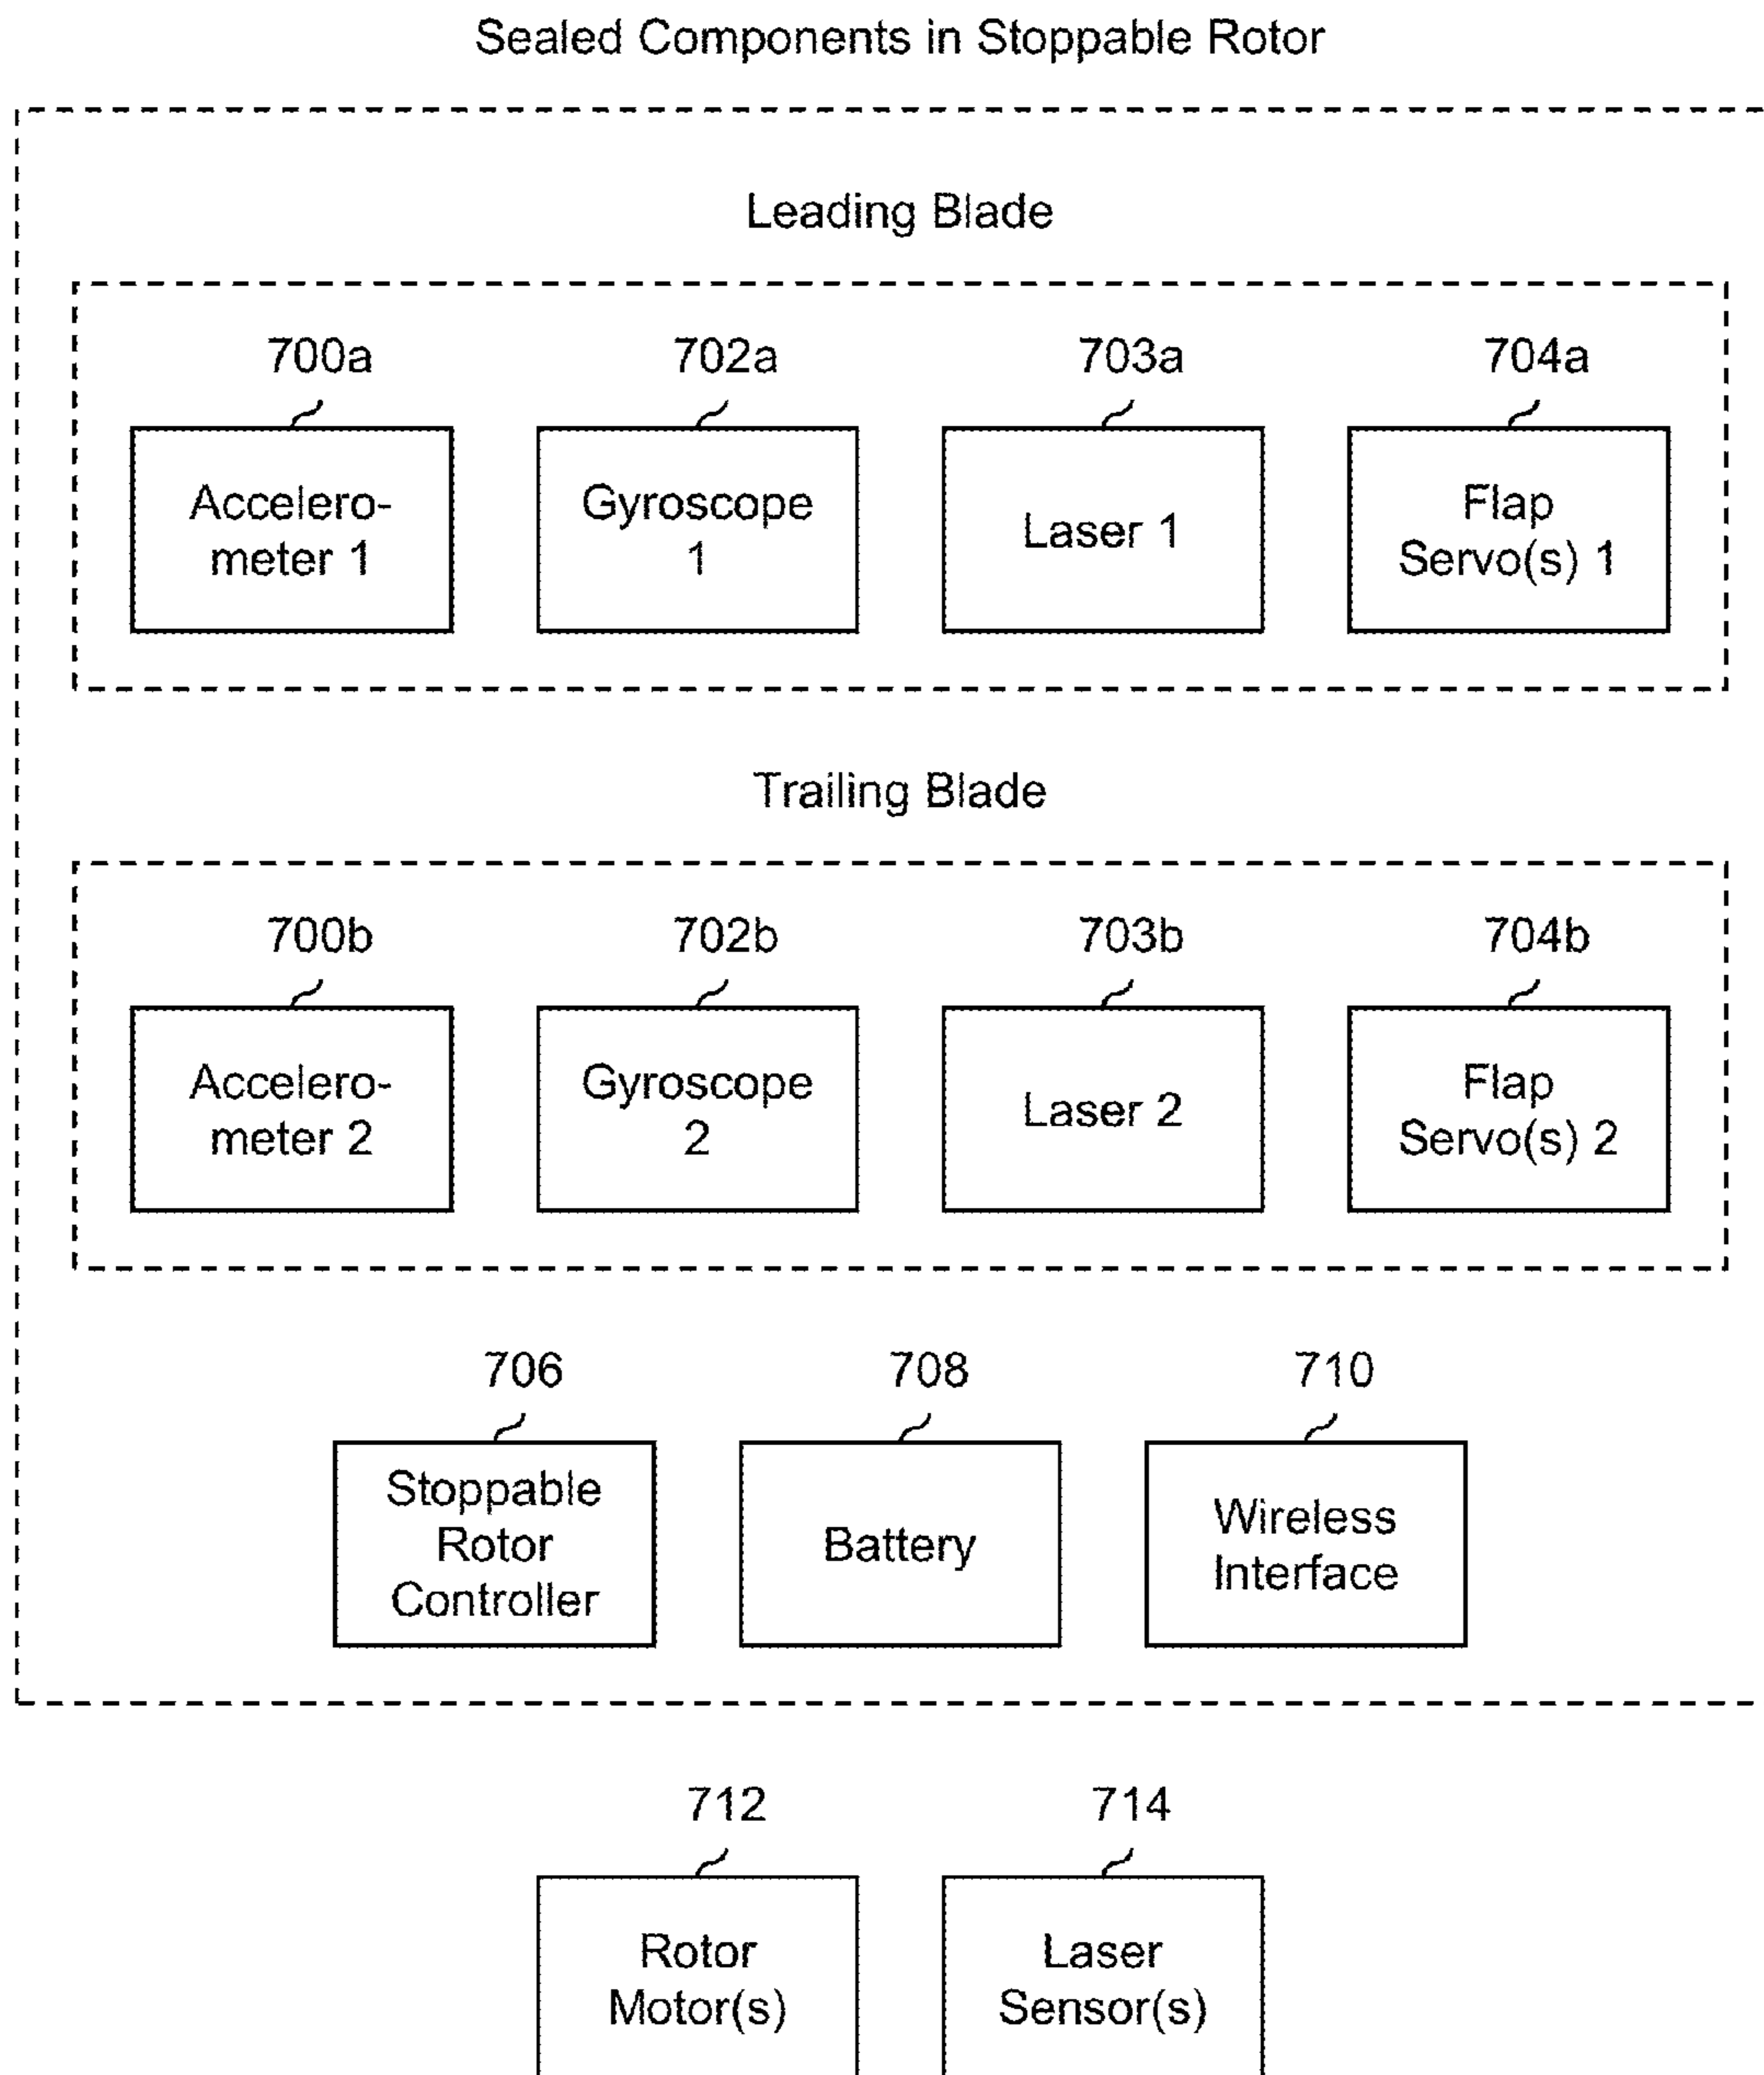 Sealed Components in Stoppable Rotor
Leading Blade
700a
702a
703a
704a
Accelero-
meter 1
Gyroscope
1
Laser 1
Flap
Servo(s) 1
Trailing Blade
700b
702b
703b
704b
Accelero-
meter 2
Gyroscope
2
Laser 2
Flap
Servo(s) 2
706
708
710
Stoppable
Rotor
Controller
Battery
Wireless
Interface
712
714
Rotor
Motor(s)
Laser
Sensor(s)